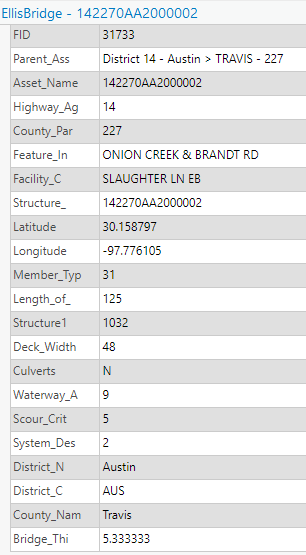 EllisBridge - 142270AA2000002
FID 31733
Parent_Ass District 14 - Austin > TRAVIS - 227
Asset_Name 142270AA2000002
Highway_Ag 14
County_Par 227
Feature_In ONION CREEK & BRANDT RD
Facility_C SLAUGHTER LN EB
Structure_ 142270AA2000002
Latitude 30.158797
Longitude -97.776105
Member_Typ 31
Length_of_ 125
Structure1 1032
Deck_Width 48
Culverts N
Waterway_A 9
Scour_Crit 5
System_Des 2
District_N Austin
District_C AUS
County_Nam Travis
Bridge_Thi 5.333333